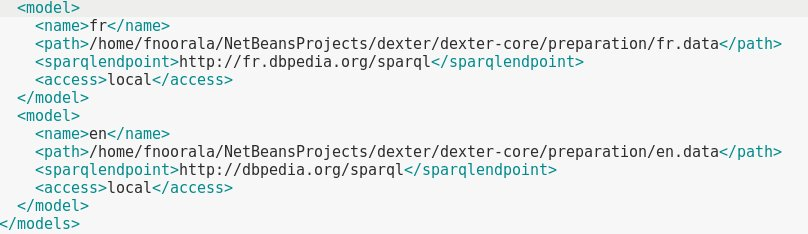 <model>
<name>fr</name>
<path>/home/fnoorala/NetBeansProjects/dexter/dexter-core/preparation/fr.data</path>
<sparqlendpoint>http://fr.dbpedia.org/sparql</sparqlendpoint>
<access>local</access>
</model>
<model>
<name>en</name>
<path>/home/fnoorala/NetBeansProjects/dexter/dexter-core/preparation/en.data</path>
<sparqlendpoint>http://dbpedia.org/sparql</sparqlendpoint>
<access>local</access>
</model>
</models>